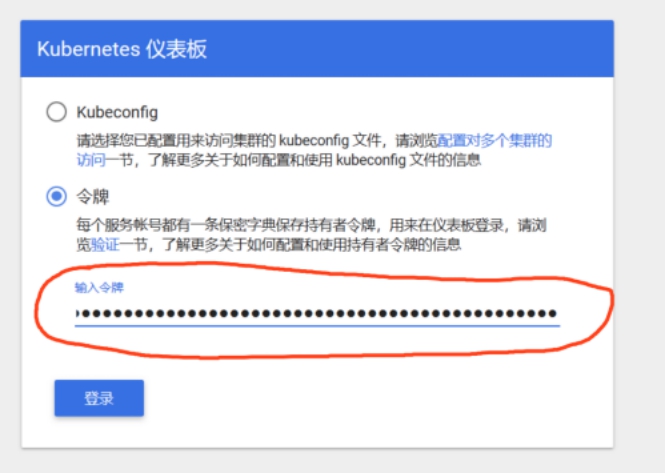 Kubernetes 仪表板
Kubeconfig
请选择您已配置用来访问集群的 kubeconfig 文件，请浏览配置对多个集群的
访问一节，了解更多关于如何配置和使用 kubeconfig 文件的信息
令牌
每个服务帐号都有一条保密字典保存持有者令牌，用来在仪表板登录，请浏
览验证一节，了解更多关于如何配置和使用持有者令牌的信息
输入令牌
登录